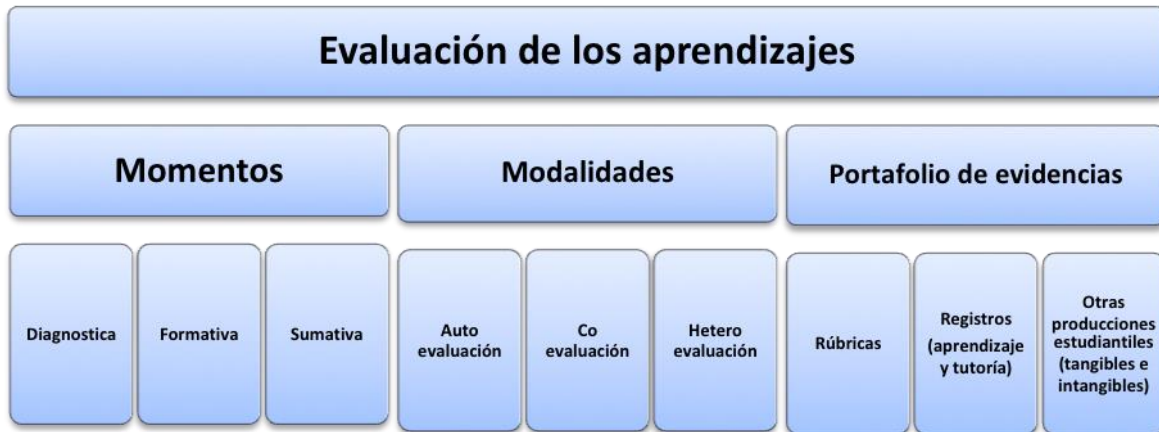 Evaluación de los aprendizajes
Momentos
Modalidades
Portafolio de evidencias
Diagnostica
Formativa
Sumativa
Auto
evaluación
Co
evaluación
Hetero
evaluación
Rúbricas
Registros
(aprendizaje
y tutoría)
Otras
producciones
estudiantiles
(tangibles e
intangibles)